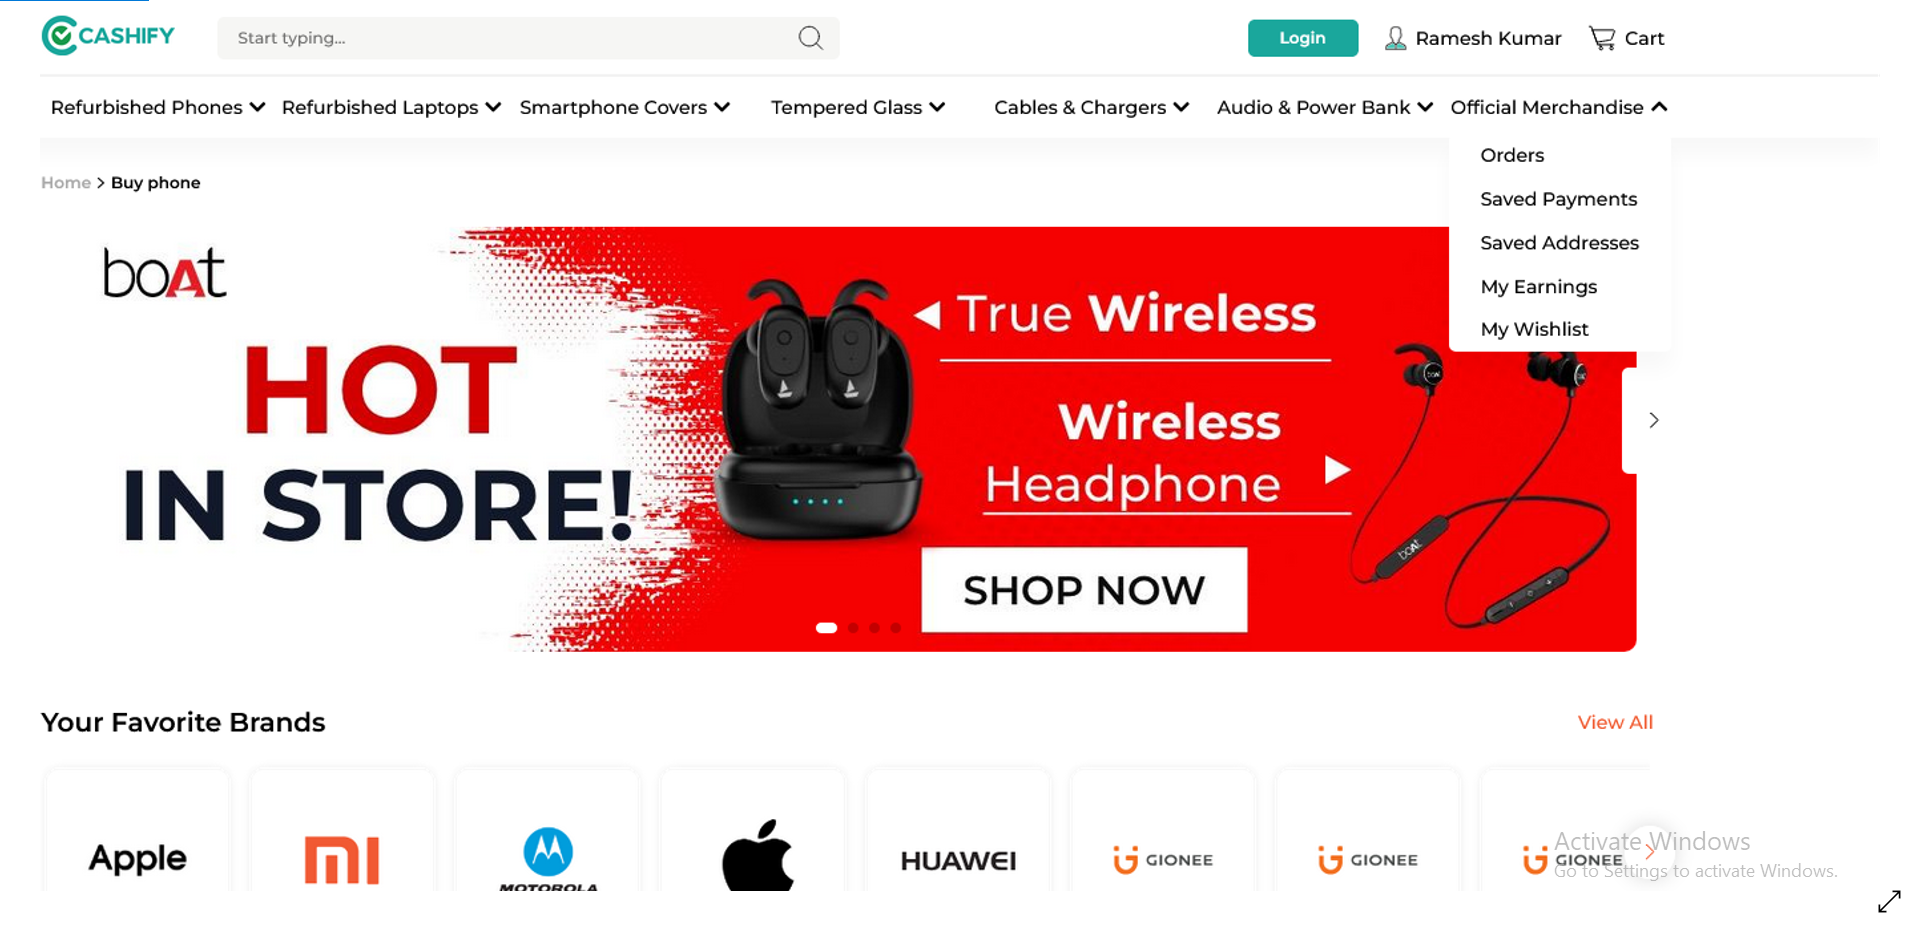 CASHIFY
Start typing...
Login
Ramesh Kumar
Cart
Refurbished Phones
Refurbished Laptops
Smartphone Covers
Tempered Glass
Cables & Chargers
Audio & Power Bank
Official Merchandise
Orders
Saved Payments
Saved Addresses
My Earnings
My Wishlist
Home > Buy phone
boAt
HOT
IN STORE!
True Wireless
Wireless
Headphone
boAt
boAt
SHOP NOW
Your Favorite Brands
View All
Apple
MI
MOTOROLA
HUAWEI
GIONEE
GIONEE
GIONEE
Activate Windows
Go to Settings to activate Windows.